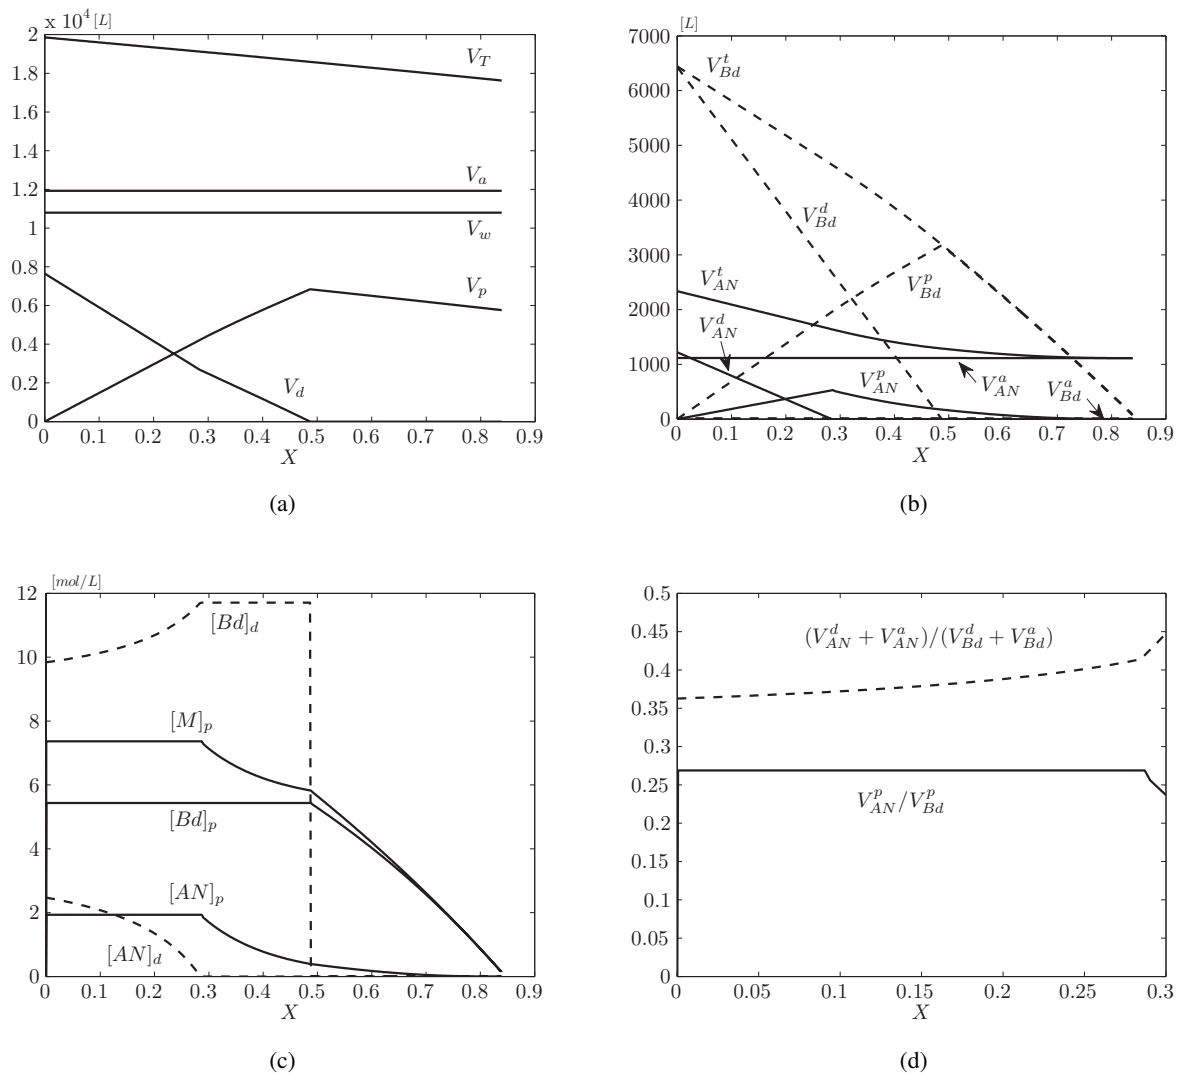 x 10^4 [L]
2
1.8
1.6
1.4
1.2
1
0.8
0.6
0.4
0.2
0
V_T
V_a
V_w
V_p
V_d
0 0.1 0.2 0.3 0.4 0.5 0.6 0.7 0.8 0.9
X
(a)
[L]
7000
6000
5000
4000
3000
2000
1000
0
V^t_{Bd}
V^d_{Bd}
V^t_{AN}
V^p_{Bd}
V^d_{AN}
V^p_{AN}
V^a_{AN}
V^a_{Bd}
0 0.1 0.2 0.3 0.4 0.5 0.6 0.7 0.8 0.9
X
(b)
[mol/L]
12
10
8
6
4
2
0
[Bd]_d
[M]_p
[Bd]_p
[AN]_p
[AN]_d
0 0.1 0.2 0.3 0.4 0.5 0.6 0.7 0.8 0.9
X
(c)
0.5
0.45
0.4
0.35
0.3
0.25
0.2
0.15
0.1
0.05
0
(V^d_{AN} + V^a_{AN})/(V^d_{Bd} + V^a_{Bd})
V^p_{AN}/V^p_{Bd}
0 0.05 0.1 0.15 0.2 0.25 0.3
X
(d)